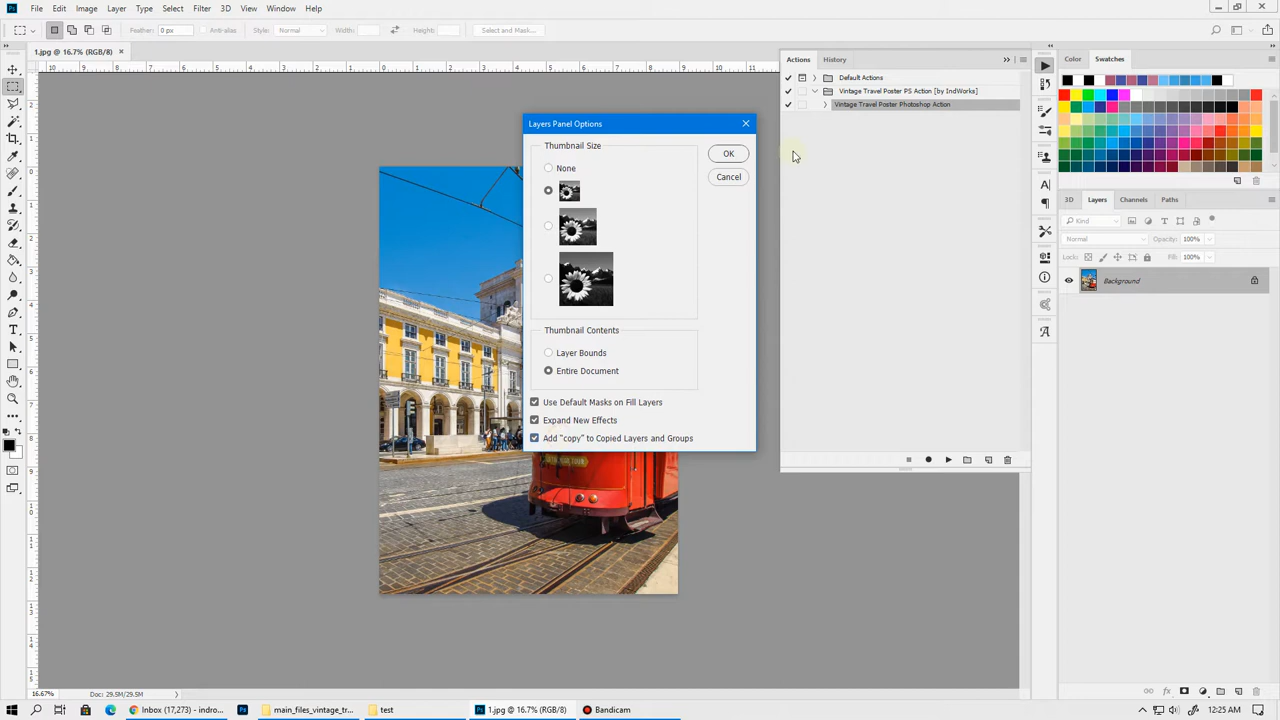 File Edit Image Layer Type Select Filter 3D View Window Help
Feather: 0 px Anti-alias Style: Normal Width: Height: Select and Mask...
1.jpg @ 16.7% (RGB/8)
Actions History
Default Actions
Vintage Travel Poster PS Action [by IndWorks]
Vintage Travel Poster Photoshop Action
Color Swatches
Layers Panel Options
Thumbnail Size
None
OK
Cancel
Thumbnail Contents
Layer Bounds
Entire Document
Use Default Masks on Fill Layers
Expand New Effects
Add "copy" to Copied Layers and Groups
3D Layers Channels Paths
Kind
Normal Opacity: 100%
Lock: Fill: 100%
Background
16.67% Doc: 29.5M/29.5M
Inbox (17,273) - indro... main_files_vintage_tr... test 1.jpg @ 16.7% (RGB/8) Bandicam 12:25 AM